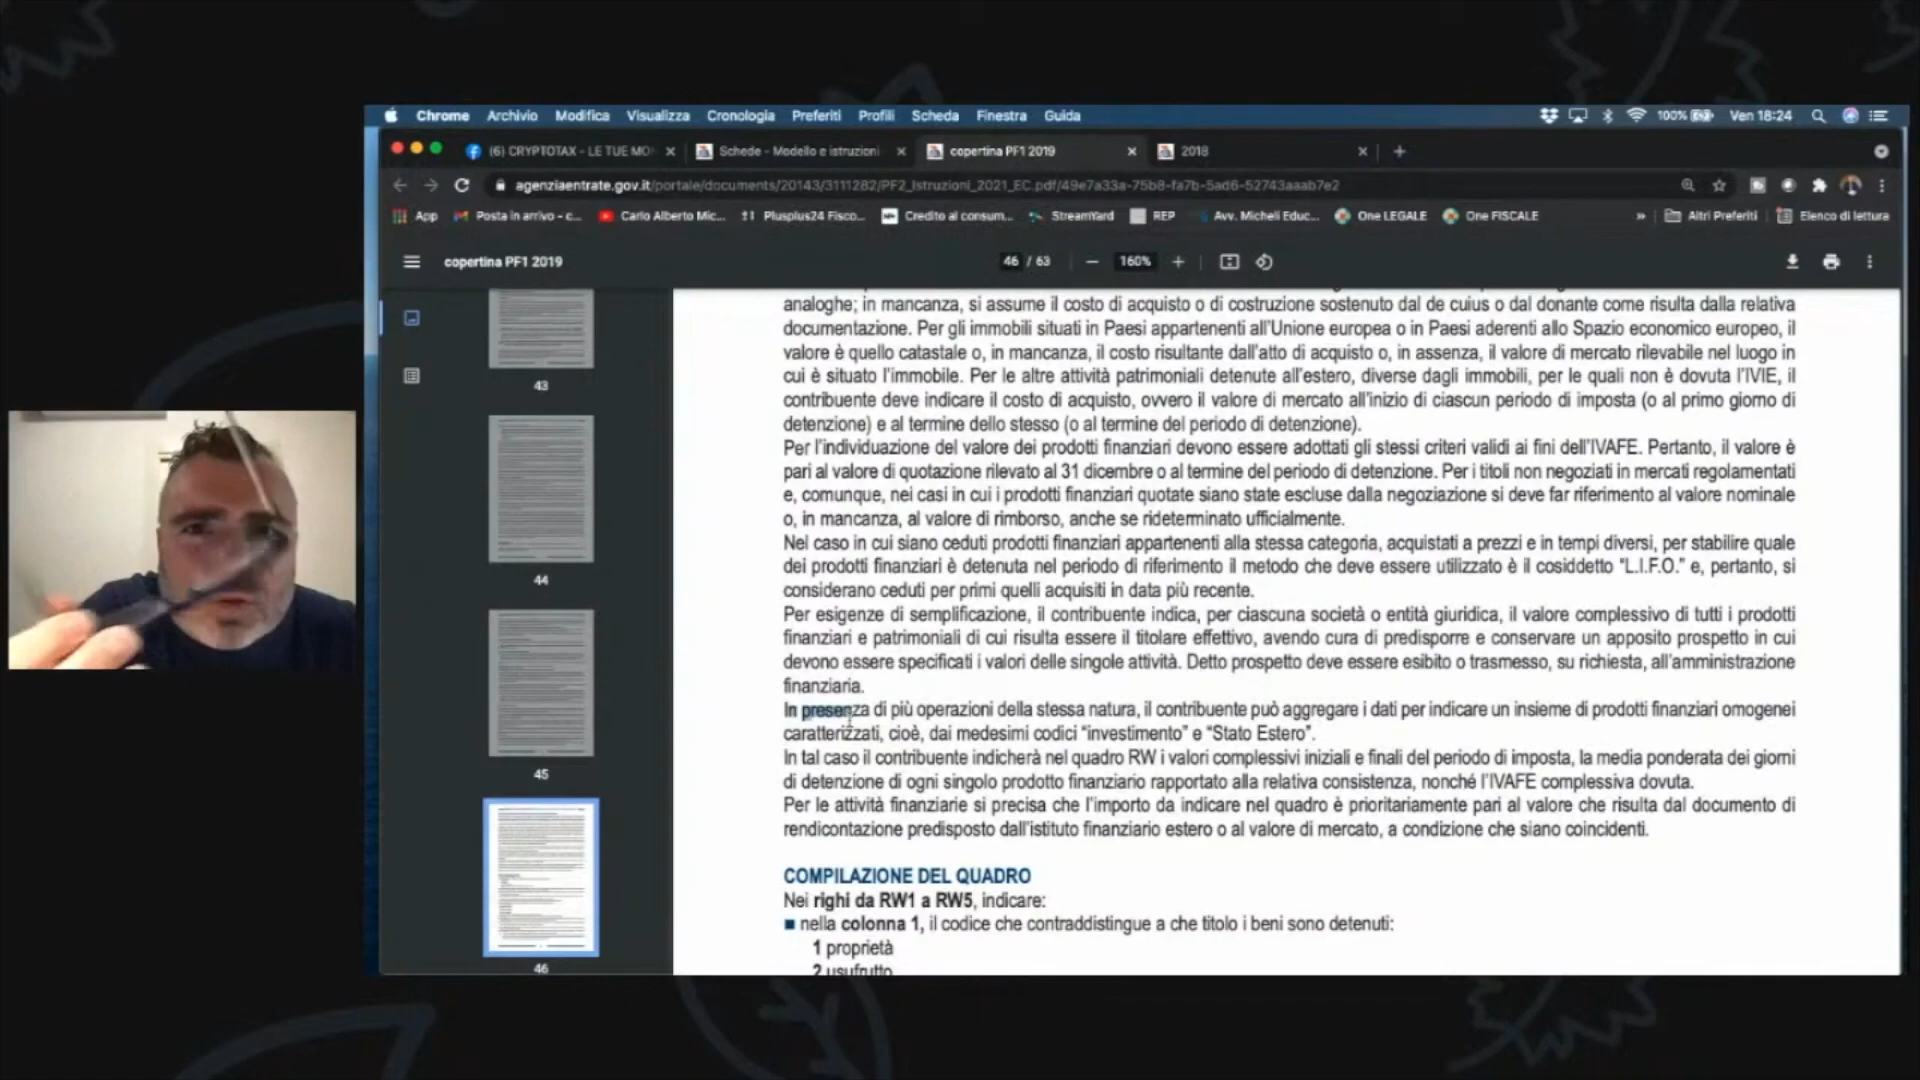 Chrome Archivio Modifica Visualizza Cronologia Preferiti Profili Scheda Finestra Guida 100% Ven 18:24
(6) CRYPTOTAX - LE TUE MO
Schede - Modello e istruzioni
copertina PF1 2019
2018
agenziaentrate.gov.it/portale/documents/20143/3111282/PF2_Istruzioni_2021_EC.pdf/49e7a33a-75b8-fa7b-5ad6-52743aaab7e2
App Posta in arrivo - c... Carlo Alberto Mic... Plusplus24 Fisco... Credito al consum... StreamYard REP Avv. Micheli Educ... One LEGALE One FISCALE » Altri Preferiti Elenco di lettura
copertina PF1 2019 46 / 63 160%
43
44
45
46
analoghe; in mancanza, si assume il costo di acquisto o di costruzione sostenuto dal de cuius o dal donante come risulta dalla relativa
documentazione. Per gli immobili situati in Paesi appartenenti all'Unione europea o in Paesi aderenti allo Spazio economico europeo, il
valore è quello catastale o, in mancanza, il costo risultante dall'atto di acquisto o, in assenza, il valore di mercato rilevabile nel luogo in
cui è situato l'immobile. Per le altre attività patrimoniali detenute all'estero, diverse dagli immobili, per le quali non è dovuta l'IVIE, il
contribuente deve indicare il costo di acquisto, ovvero il valore di mercato all'inizio di ciascun periodo di imposta (o al primo giorno di
detenzione) e al termine dello stesso (o al termine del periodo di detenzione).
Per l'individuazione del valore dei prodotti finanziari devono essere adottati gli stessi criteri validi ai fini dell'IVAFE. Pertanto, il valore è
pari al valore di quotazione rilevato al 31 dicembre o al termine del periodo di detenzione. Per i titoli non negoziati in mercati regolamentati
e, comunque, nei casi in cui i prodotti finanziari quotate siano state escluse dalla negoziazione si deve far riferimento al valore nominale
o, in mancanza, al valore di rimborso, anche se rideterminato ufficialmente.
Nel caso in cui siano ceduti prodotti finanziari appartenenti alla stessa categoria, acquistati a prezzi e in tempi diversi, per stabilire quale
dei prodotti finanziari è detenuta nel periodo di riferimento il metodo che deve essere utilizzato è il cosiddetto "L.I.F.O." e, pertanto, si
considerano ceduti per primi quelli acquisiti in data più recente.
Per esigenze di semplificazione, il contribuente indica, per ciascuna società o entità giuridica, il valore complessivo di tutti i prodotti
finanziari e patrimoniali di cui risulta essere il titolare effettivo, avendo cura di predisporre e conservare un apposito prospetto in cui
devono essere specificati i valori delle singole attività. Detto prospetto deve essere esibito o trasmesso, su richiesta, all'amministrazione
finanziaria.
In presenza di più operazioni della stessa natura, il contribuente può aggregare i dati per indicare un insieme di prodotti finanziari omogenei
caratterizzati, cioè, dai medesimi codici "investimento" e "Stato Estero".
In tal caso il contribuente indicherà nel quadro RW i valori complessivi iniziali e finali del periodo di imposta, la media ponderata dei giorni
di detenzione di ogni singolo prodotto finanziario rapportato alla relativa consistenza, nonché l'IVAFE complessiva dovuta.
Per le attività finanziarie si precisa che l'importo da indicare nel quadro è prioritariamente pari al valore che risulta dal documento di
rendicontazione predisposto dall'istituto finanziario estero o al valore di mercato, a condizione che siano coincidenti.
COMPILAZIONE DEL QUADRO
Nei righi da RW1 a RW5, indicare:
■ nella colonna 1, il codice che contraddistingue a che titolo i beni sono detenuti:
1 proprietà
2 usufrutto